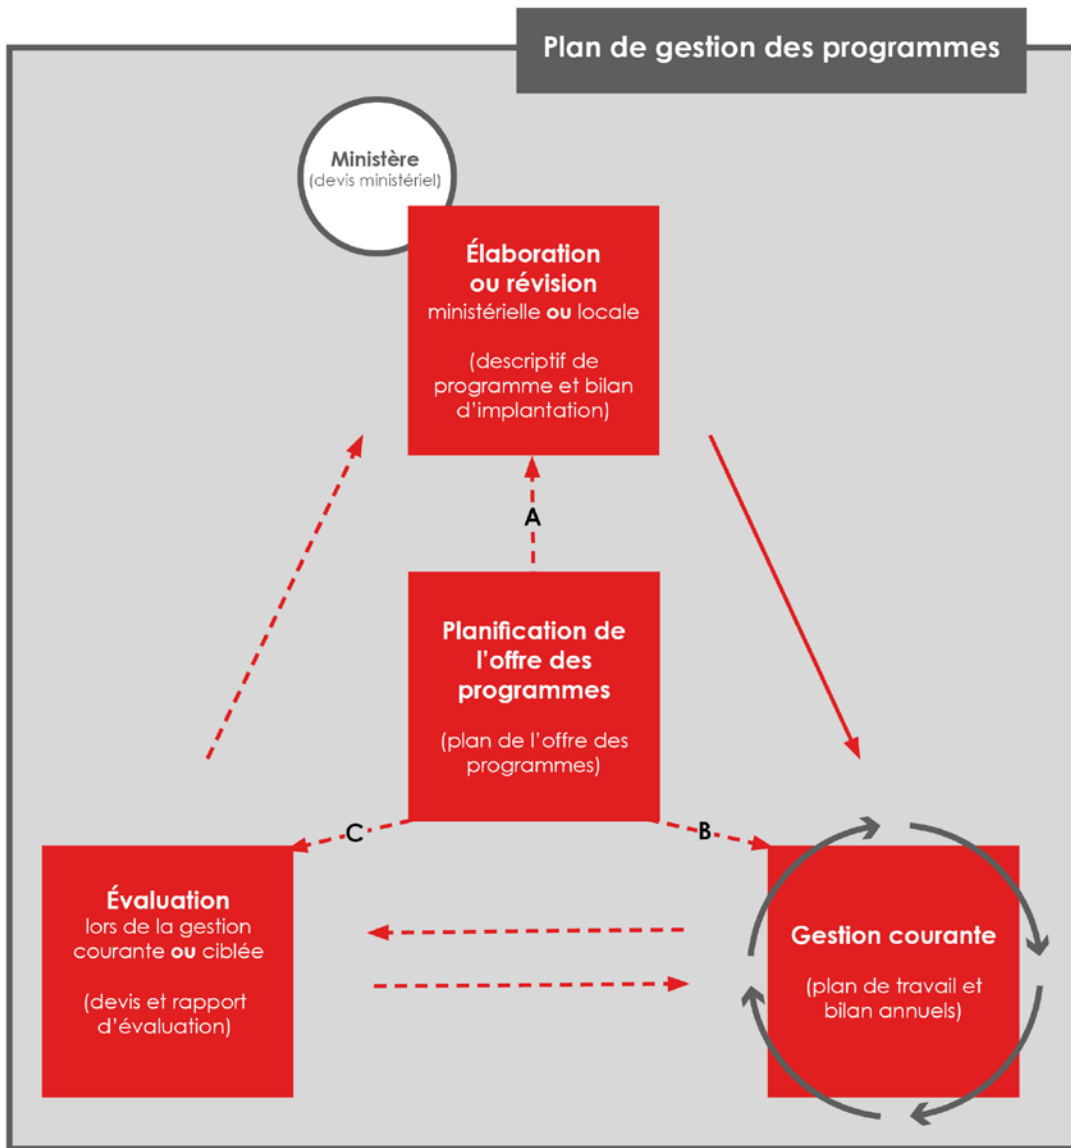 Plan de gestion des programmes
Ministère
(devis ministériel)
Élaboration
ou révision
ministérielle ou locale
(descriptif de
programme et bilan
d’implantation)
A
Planification de
l’offre des
programmes
(plan de l’offre des
programmes)
C
B
Évaluation
lors de la gestion
courante ou ciblée
(devis et rapport
d’évaluation)
Gestion courante
(plan de travail et
bilan annuels)